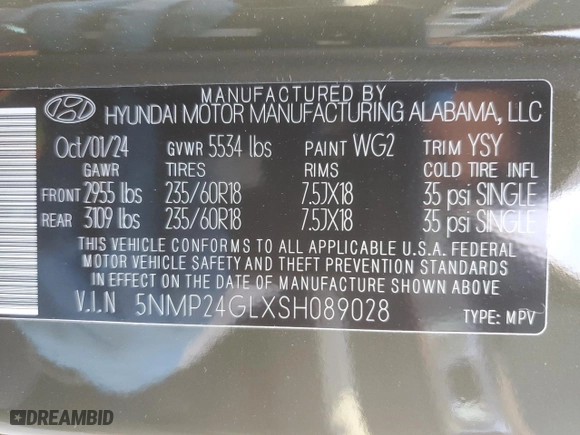 MANUFACTURED BY
HYUNDAI MOTOR MANUFACTURING ALABAMA, LLC
Oct/01/24 GVWR 5534 lbs PAINT WG2 TRIM YSY
GAWR TIRES RIMS COLD TIRE INFL
FRONT 2955 lbs 235/60R18 7.5JX18 35 psi SINGLE
REAR 3109 lbs 235/60R18 7.5JX18 35 psi SINGLE
THIS VEHICLE CONFORMS TO ALL APPLICABLE U.S.A. FEDERAL
MOTOR VEHICLE SAFETY AND THEFT PREVENTION STANDARDS
IN EFFECT ON THE DATE OF MANUFACTURE SHOWN ABOVE
V.I.N 5NMP24GLXSH089028 TYPE: MPV
DREAMBID